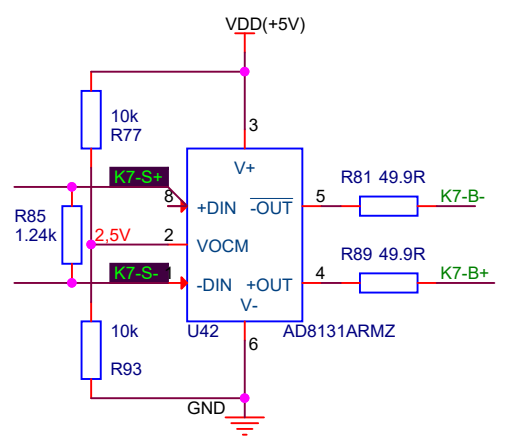 VDD(+5V)
10k
R77
3
V+
K7-S+
8
+DIN
-OUT
5
R81 49.9R
K7-B-
R85
1.24k
2,5V
2
VOCM
R89 49.9R
K7-S-
1
-DIN
+OUT
4
K7-B+
V-
10k
R93
U42
AD8131ARMZ
6
GND